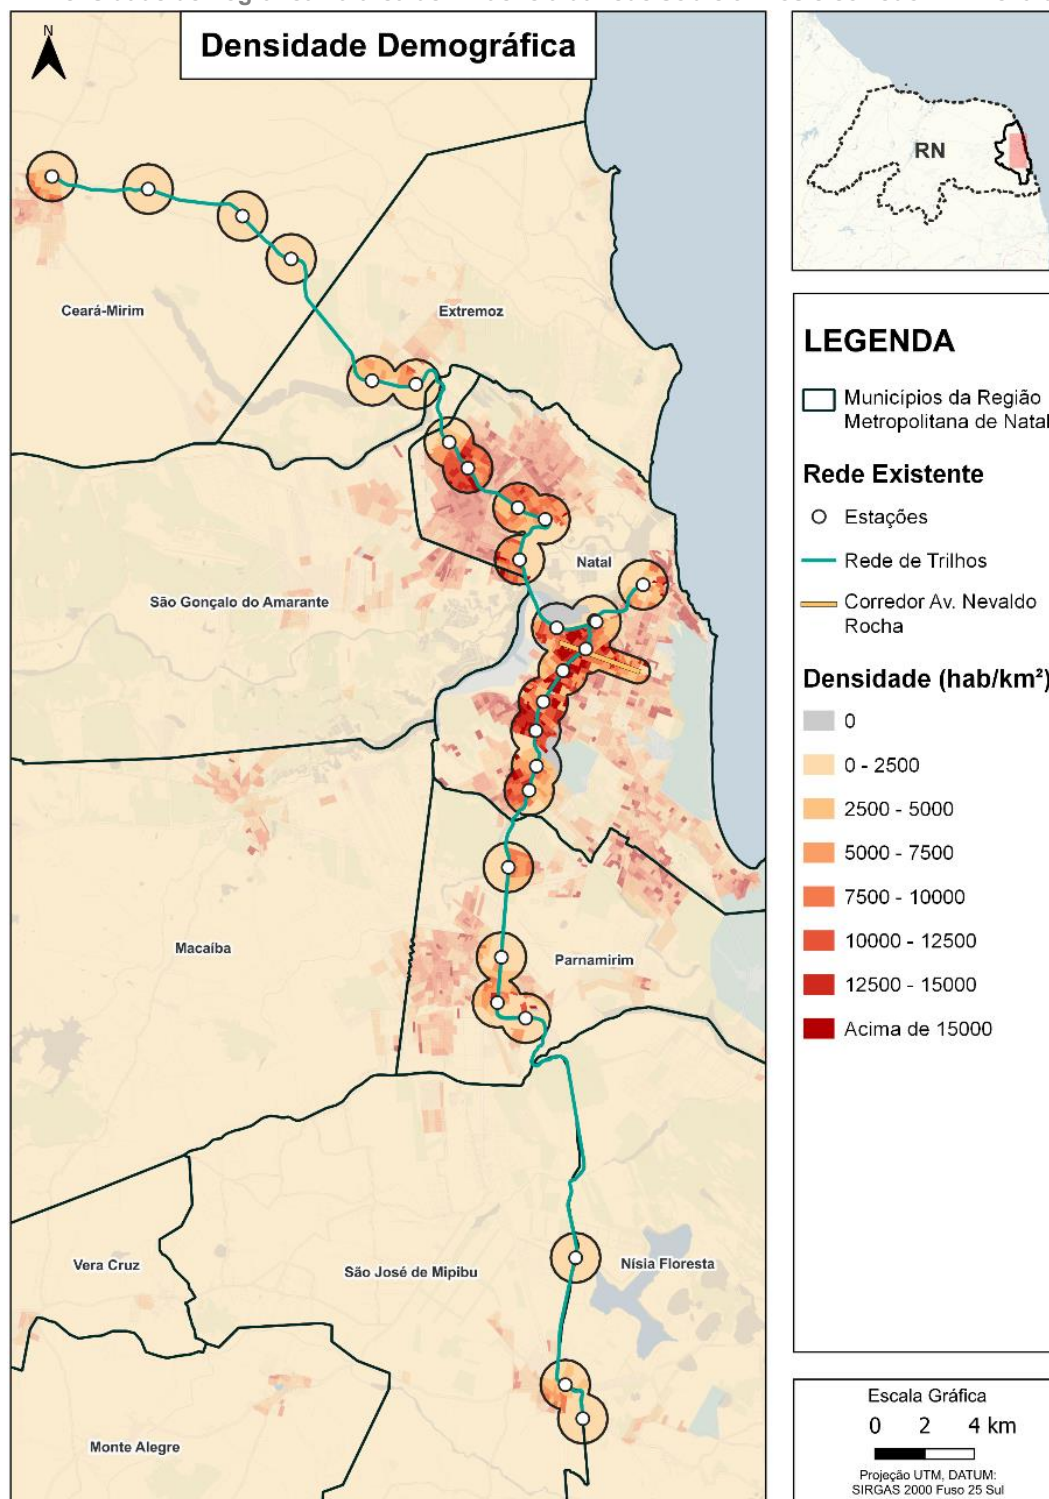 Densidade Demográfica
N
RN
Ceará-Mirim
Extremoz
Natal
São Gonçalo do Amarante
Macaíba
Parnamirim
Vera Cruz
São José de Mipibu
Nísia Floresta
Monte Alegre
LEGENDA
Municípios da Região
Metropolitana de Natal
Rede Existente
Estações
Rede de Trilhos
Corredor Av. Nevaldo
Rocha
Densidade (hab/km²)
0
0 - 2500
2500 - 5000
5000 - 7500
7500 - 10000
10000 - 12500
12500 - 15000
Acima de 15000
Escala Gráfica
0 2 4 km
Projeção UTM, DATUM:
SIRGAS 2000 Fuso 25 Sul